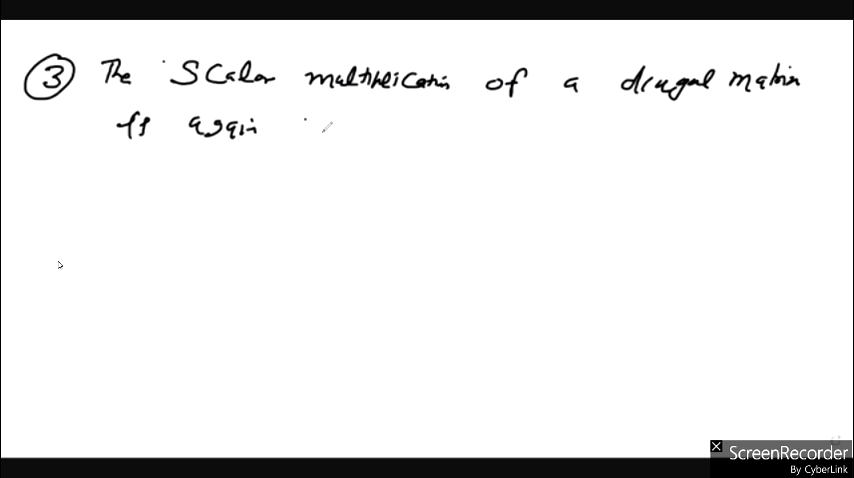 ③ The Scalar multiplication of a diagonal matrix
is again
ScreenRecorder
By CyberLink